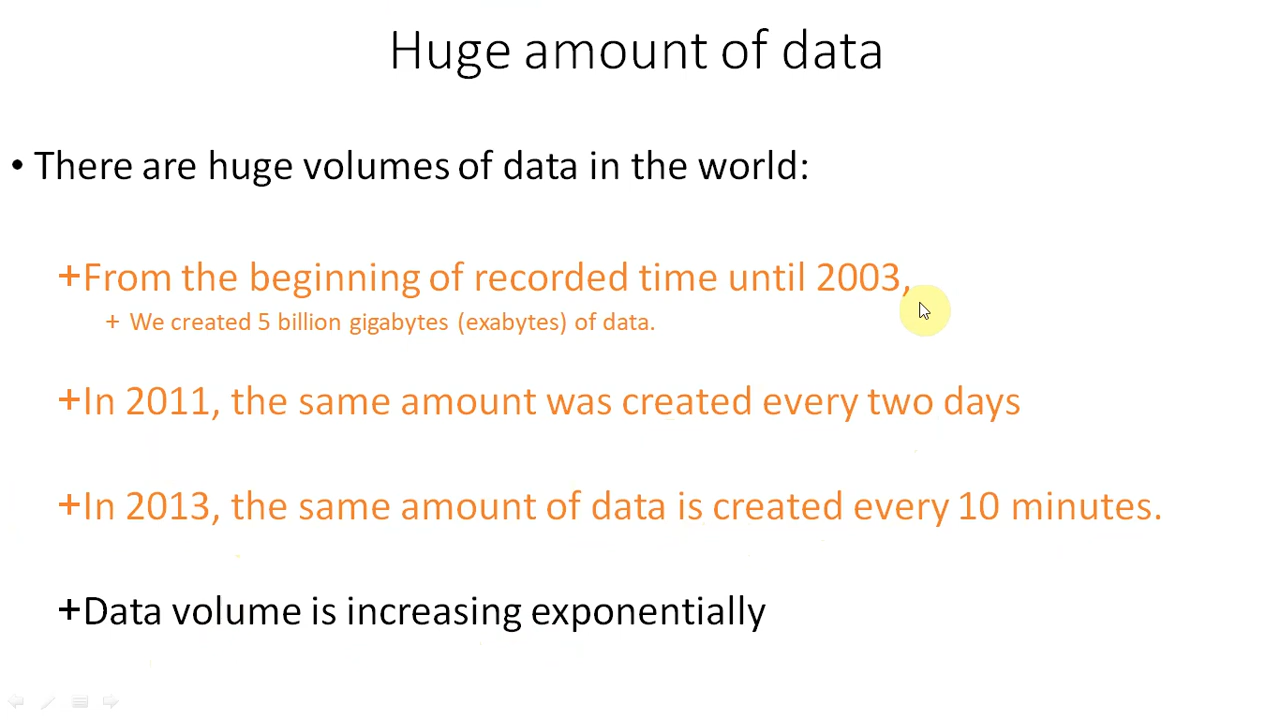 Huge amount of data
• There are huge volumes of data in the world:
+From the beginning of recorded time until 2003,
+ We created 5 billion gigabytes (exabytes) of data.
+In 2011, the same amount was created every two days
+In 2013, the same amount of data is created every 10 minutes.
+Data volume is increasing exponentially